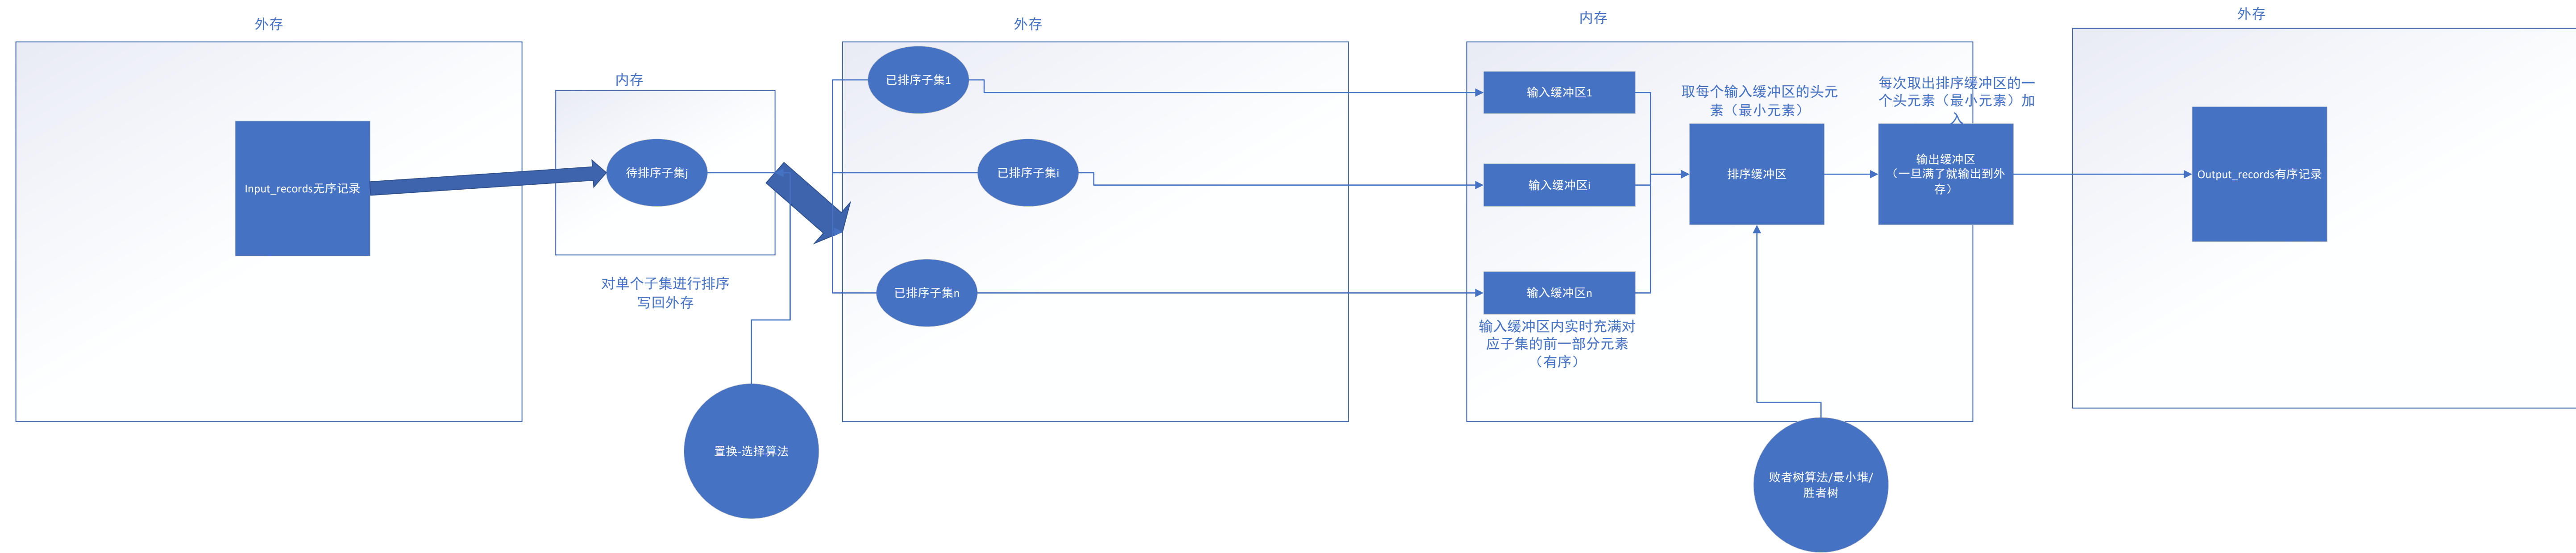 外存
Input_records无序记录
内存
待排序子集j
对单个子集进行排序
写回外存
置换-选择算法
外存
已排序子集1
已排序子集i
已排序子集n
内存
输入缓冲区1
输入缓冲区i
输入缓冲区n
输入缓冲区内实时充满对
应子集的前一部分元素
（有序）
取每个输入缓冲区的头元
素（最小元素）
排序缓冲区
败者树算法/最小堆/
胜者树
每次取出排序缓冲区的一
个头元素（最小元素）加
入
输出缓冲区
（一旦满了就输出到外
存）
外存
Output_records有序记录